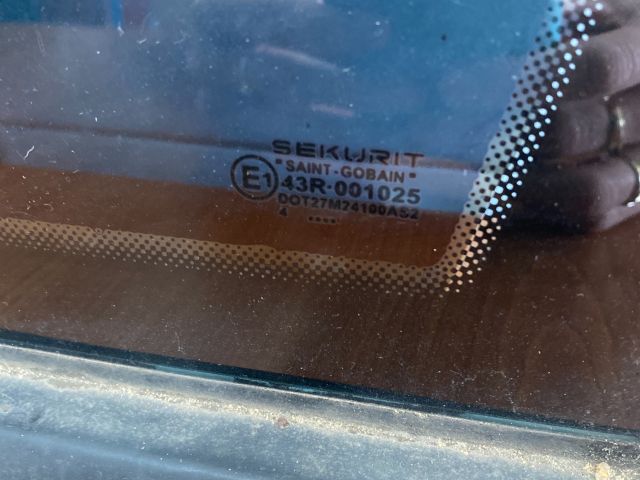 SEKURIT
" SAINT-GOBAIN "
E1 43R-001025
DOT27M24100AS2
4 ....